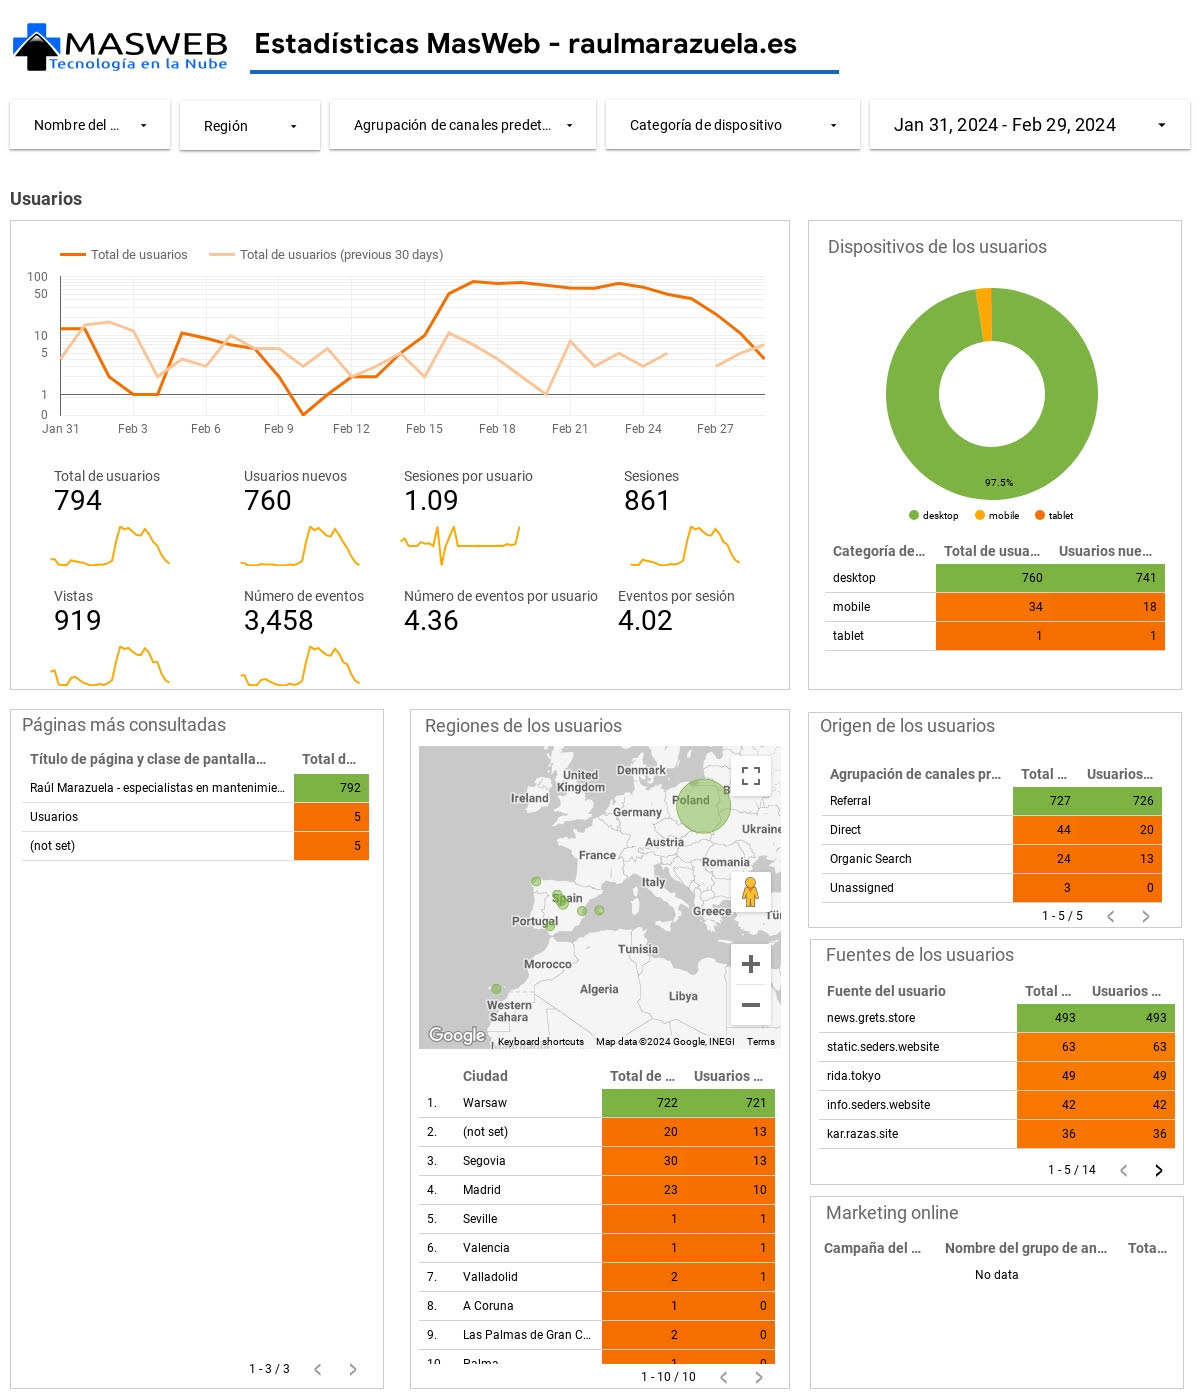 MASWEB
Tecnología en la Nube
Estadísticas MasWeb - raulmarazuela.es
Nombre del ...
Región
Agrupación de canales predet...
Categoría de dispositivo
Jan 31, 2024 - Feb 29, 2024
Usuarios
Total de usuarios
Total de usuarios (previous 30 days)
100
50
10
5
1
0
Jan 31
Feb 3
Feb 6
Feb 9
Feb 12
Feb 15
Feb 18
Feb 21
Feb 24
Feb 27
Total de usuarios
794
Usuarios nuevos
760
Sesiones por usuario
1.09
Sesiones
861
Vistas
919
Número de eventos
3,458
Número de eventos por usuario
4.36
Eventos por sesión
4.02
Dispositivos de los usuarios
97.5%
desktop
mobile
tablet
Categoría de... Total de usua... Usuarios nue...
desktop 760 741
mobile 34 18
tablet 1 1
Páginas más consultadas
Título de página y clase de pantalla... Total d...
Raúl Marazuela - especialistas en mantenimie... 792
Usuarios 5
(not set) 5
1 - 3 / 3
Regiones de los usuarios
Denmark
United
Kingdom
Ireland
Poland
B
Germany
Ukraine
Austria
France
Romania
Italy
Spain
Portugal
Greece
Tür
Tunisia
Morocco
Algeria
Libya
Western
Sahara
Google
Keyboard shortcuts
Map data ©2024 Google, INEGI
Terms
Ciudad Total de ... Usuarios ...
1. Warsaw 722 721
2. (not set) 20 13
3. Segovia 30 13
4. Madrid 23 10
5. Seville 1 1
6. Valencia 1 1
7. Valladolid 2 1
8. A Coruna 1 0
9. Las Palmas de Gran C... 2 0
10. Palma 1 0
1 - 10 / 10
Origen de los usuarios
Agrupación de canales pr... Total ... Usuarios...
Referral 727 726
Direct 44 20
Organic Search 24 13
Unassigned 3 0
1 - 5 / 5
Fuentes de los usuarios
Fuente del usuario Total ... Usuarios ...
news.grets.store 493 493
static.seders.website 63 63
rida.tokyo 49 49
info.seders.website 42 42
kar.razas.site 36 36
1 - 5 / 14
Marketing online
Campaña del ... Nombre del grupo de an... Tota...
No data